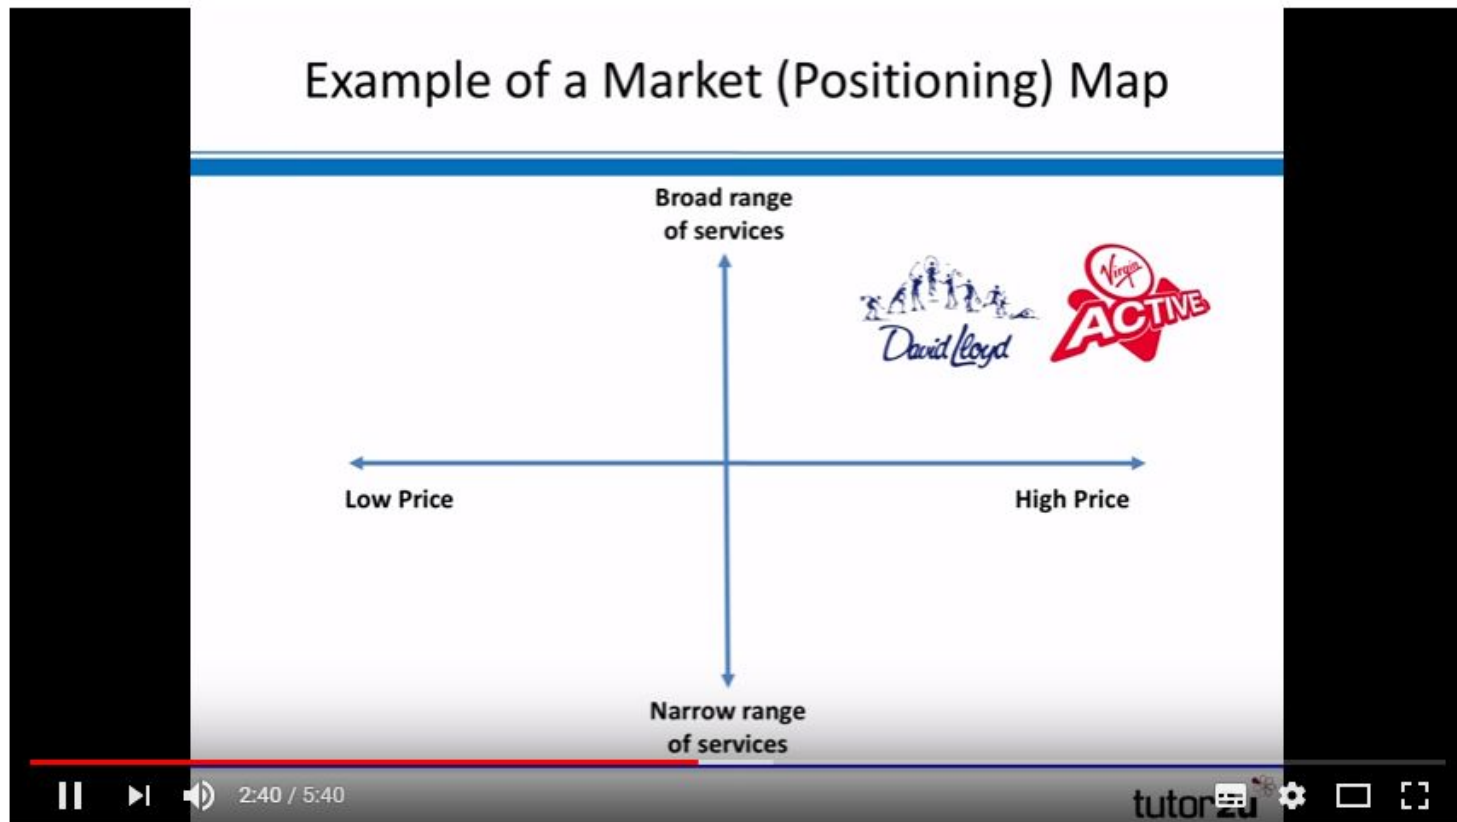 Example of a Market (Positioning) Map
Broad range
of services
David Lloyd
Virgin
ACTIVE
Low Price
High Price
Narrow range
of services
2:40 / 5:40
tutor2u